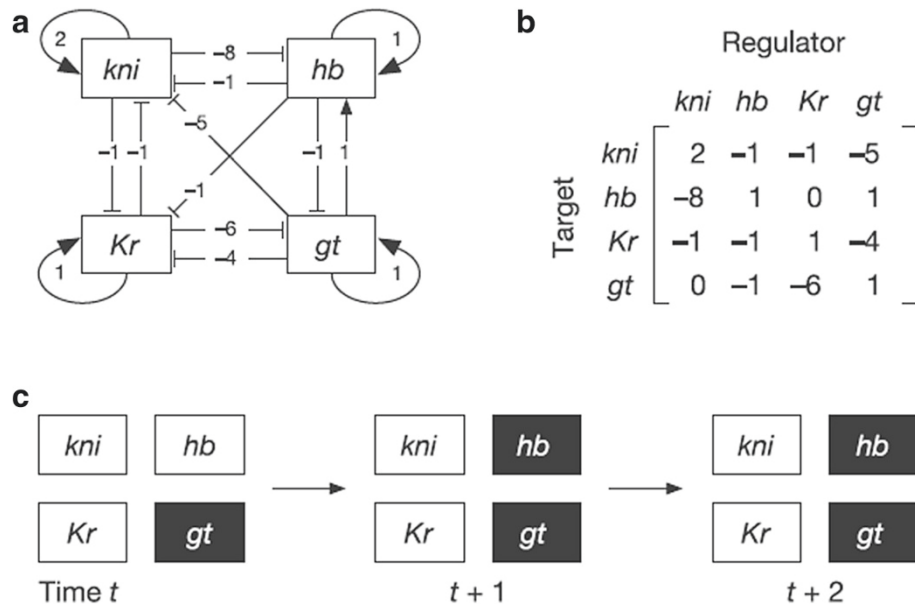 a
2
kni
–8
–1
hb
1
–5
–1
–1
–1
–1
1
Kr
–6
–4
gt
1
1
b
Regulator
kni hb Kr gt
Target
kni 2 –1 –1 –5
hb –8 1 0 1
Kr –1 –1 1 –4
gt 0 –1 –6 1
c
kni hb
Kr gt
Time t
kni hb
Kr gt
t + 1
kni hb
Kr gt
t + 2